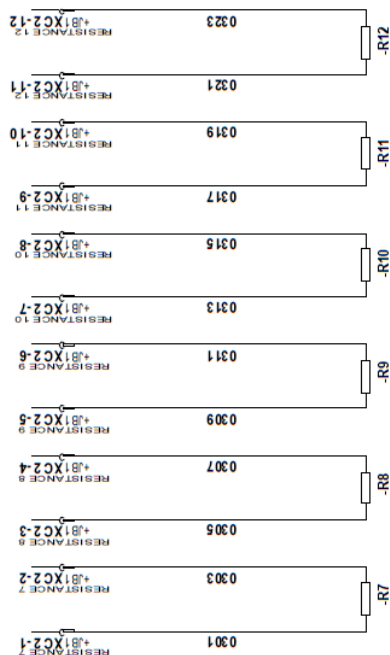 +JB1XC2-12
RESISTANCE 12
0323
-R12
+JB1XC2-11
RESISTANCE 12
0321
+JB1XC2-10
RESISTANCE 11
0319
-R11
+JB1XC2-9
RESISTANCE 11
0317
+JB1XC2-8
RESISTANCE 10
0315
-R10
+JB1XC2-7
RESISTANCE 10
0313
+JB1XC2-6
RESISTANCE 9
0311
-R9
+JB1XC2-5
RESISTANCE 9
0309
+JB1XC2-4
RESISTANCE 8
0307
-R8
+JB1XC2-3
RESISTANCE 8
0305
+JB1XC2-2
RESISTANCE 7
0303
-R7
+JB1XC2-1
RESISTANCE 7
0301